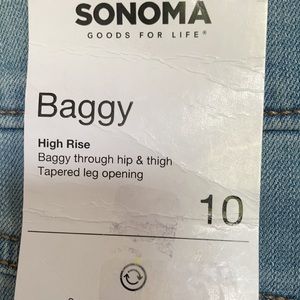 SONOMA
GOODS FOR LIFE®
Baggy
High Rise
Baggy through hip & thigh
Tapered leg opening
10